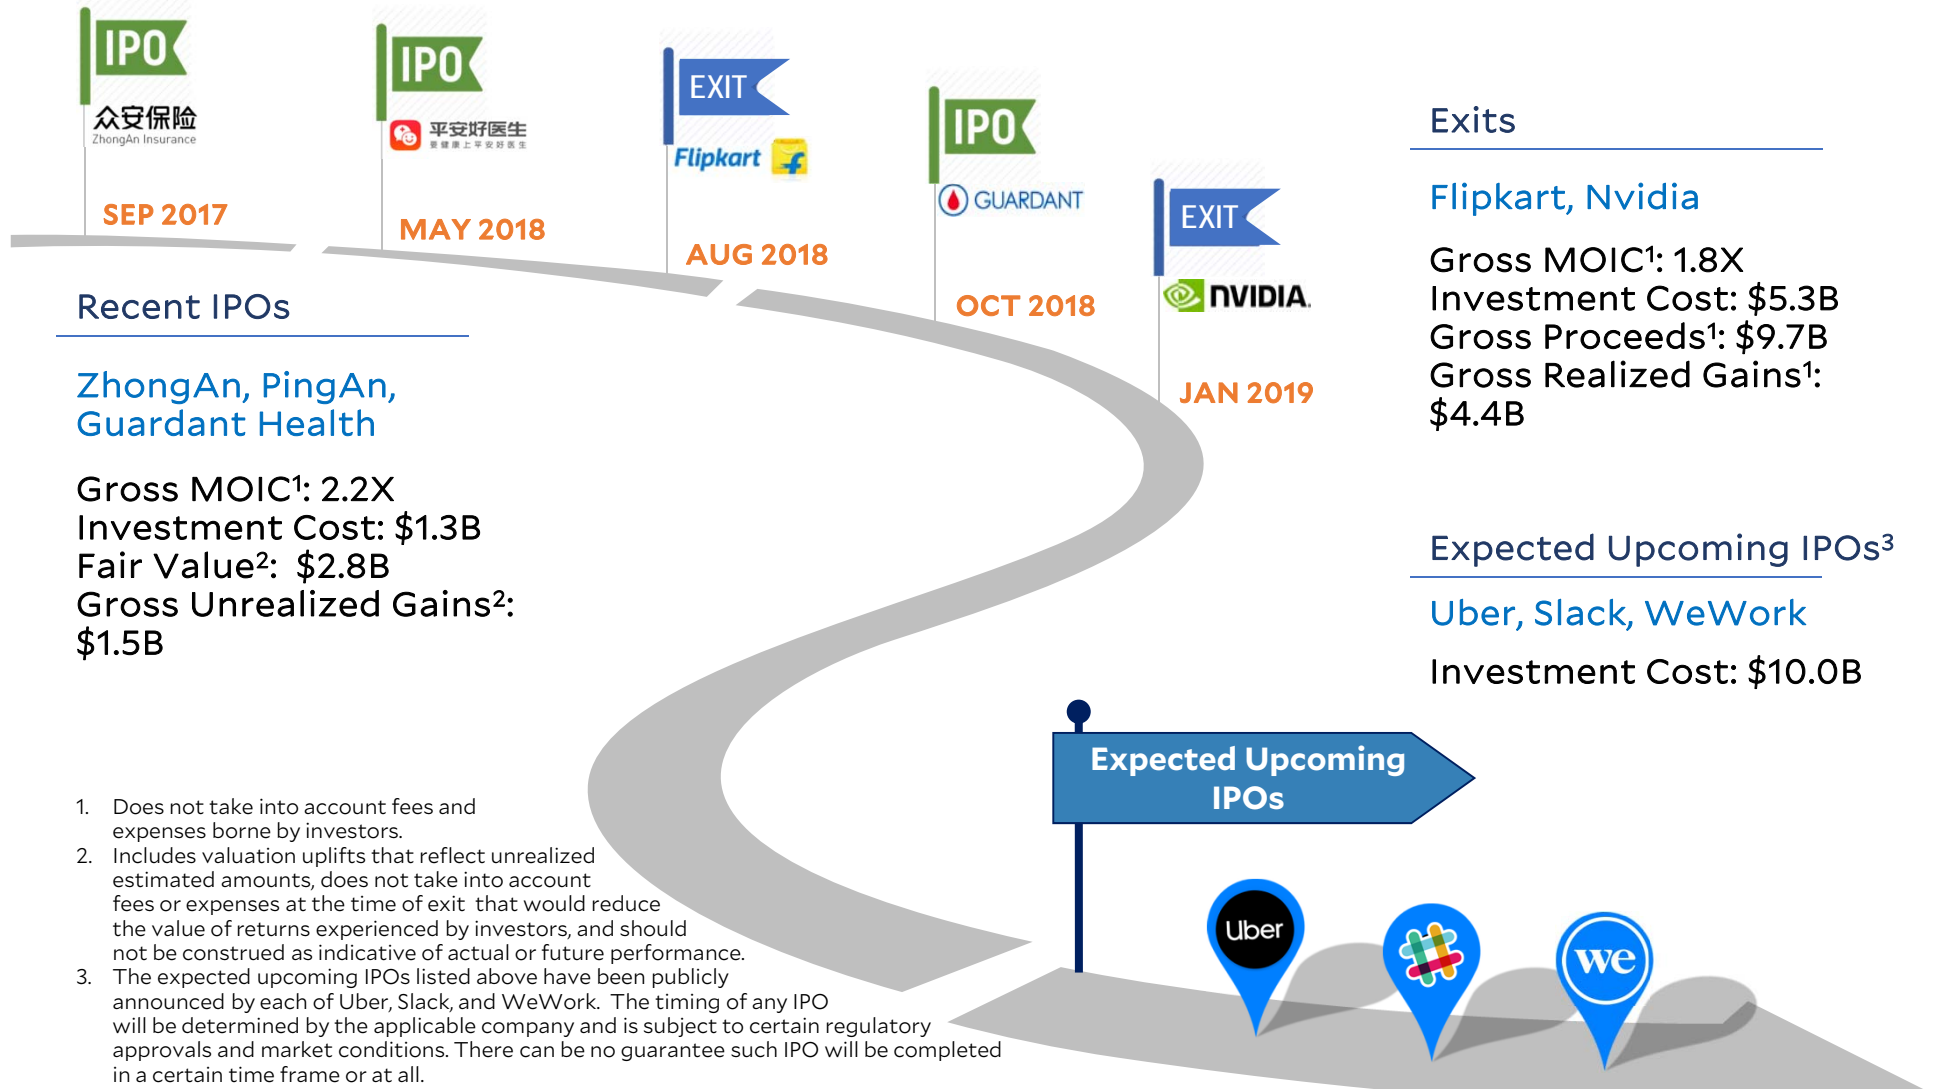 IPO
众安保险
ZhongAn Insurance
SEP 2017
IPO
平安好医生
要健康上平安好医生
MAY 2018
EXIT
Flipkart
AUG 2018
IPO
GUARDANT
OCT 2018
EXIT
NVIDIA.
JAN 2019
Recent IPOs
ZhongAn, PingAn,
Guardant Health
Gross MOIC¹: 2.2X
Investment Cost: $1.3B
Fair Value²: $2.8B
Gross Unrealized Gains²:
$1.5B
Exits
Flipkart, Nvidia
Gross MOIC¹: 1.8X
Investment Cost: $5.3B
Gross Proceeds¹: $9.7B
Gross Realized Gains¹:
$4.4B
Expected Upcoming IPOs³
Uber, Slack, WeWork
Investment Cost: $10.0B
Expected Upcoming
IPOs
Uber
we
1. Does not take into account fees and
expenses borne by investors.
2. Includes valuation uplifts that reflect unrealized
estimated amounts, does not take into account
fees or expenses at the time of exit that would reduce
the value of returns experienced by investors, and should
not be construed as indicative of actual or future performance.
3. The expected upcoming IPOs listed above have been publicly
announced by each of Uber, Slack, and WeWork. The timing of any IPO
will be determined by the applicable company and is subject to certain regulatory
approvals and market conditions. There can be no guarantee such IPO will be completed
in a certain time frame or at all.